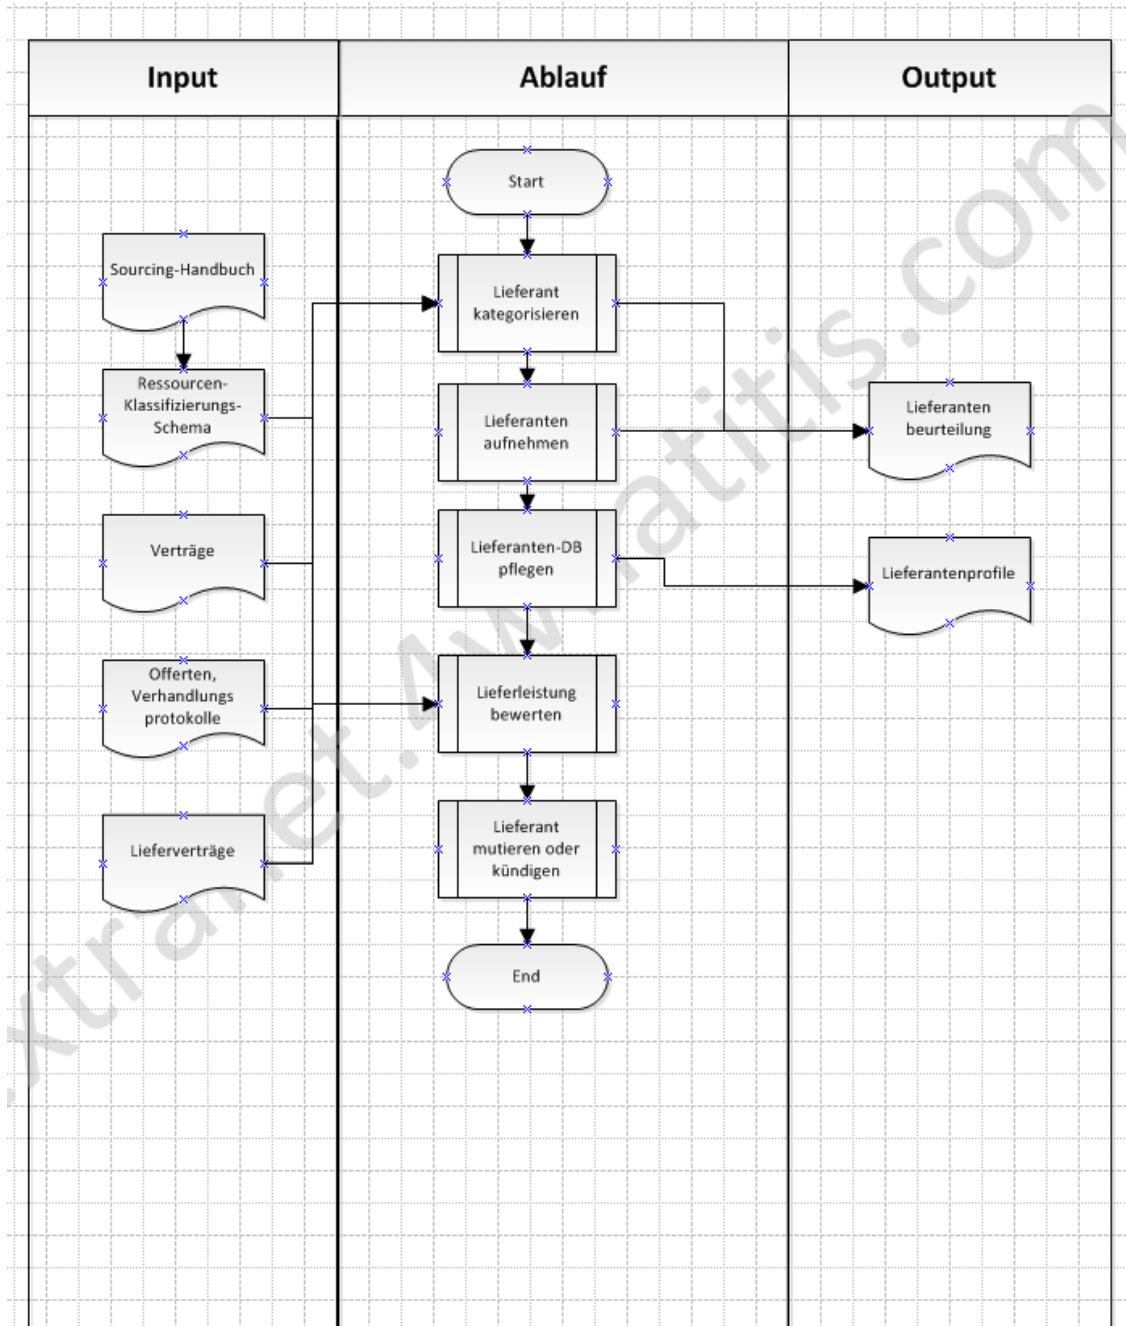 Input
Ablauf
Output
Start
Sourcing-Handbuch
Lieferant
kategorisieren
Ressourcen-
Klassifizierungs-
Schema
Lieferanten
aufnehmen
Lieferanten
beurteilung
Verträge
Lieferanten-DB
pflegen
Lieferantenprofile
Offerten,
Verhandlungs
protokolle
Lieferleistung
bewerten
Lieferverträge
Lieferant
mutieren oder
kündigen
End